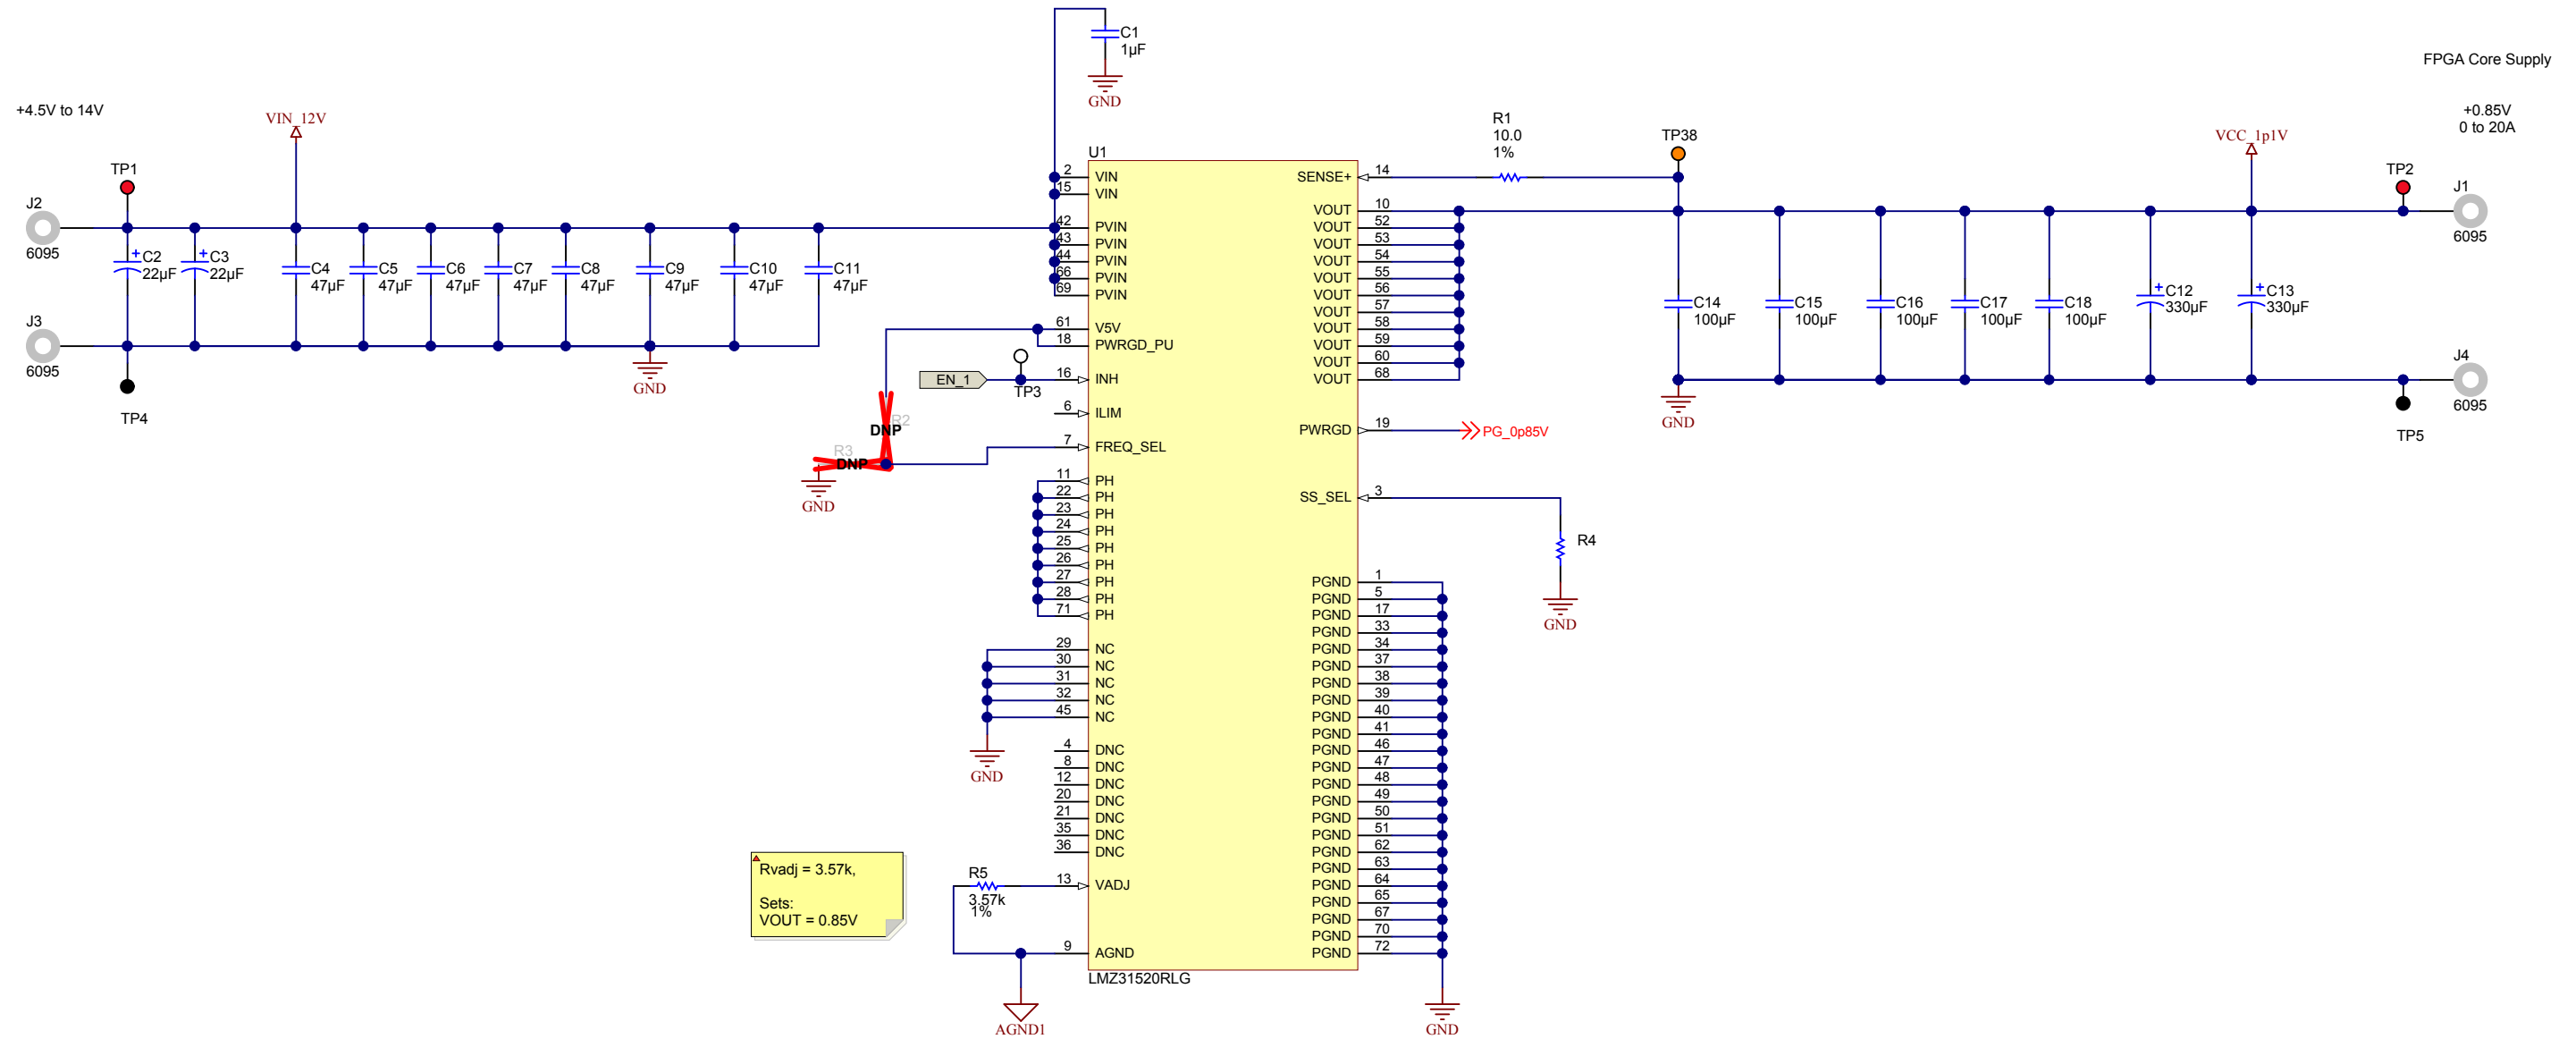 C1
1µF
GND
FPGA Core Supply
+4.5V to 14V
VIN_12V
+0.85V
0 to 20A
VCC_1p1V
R1
10.0
1%
TP38
TP1
TP2
J2
6095
J1
6095
C2
22µF
C3
22µF
C4
47µF
C5
47µF
C6
47µF
C7
47µF
C8
47µF
C9
47µF
C10
47µF
C11
47µF
J3
6095
TP4
GND
U1
2 VIN
15 VIN
42 PVIN
43 PVIN
44 PVIN
66 PVIN
69 PVIN
61 V5V
18 PWRGD_PU
EN_1
TP3
16 INH
6 ILIM
7 FREQ_SEL
R2
DNP
R3
DNP
GND
11 PH
22 PH
23 PH
24 PH
25 PH
26 PH
27 PH
28 PH
71 PH
29 NC
30 NC
31 NC
32 NC
45 NC
GND
4 DNC
8 DNC
12 DNC
20 DNC
21 DNC
35 DNC
36 DNC
Rvadj = 3.57k,
Sets:
VOUT = 0.85V
R5
3.57k
1%
13 VADJ
9 AGND
AGND1
LMZ31520RLG
SENSE+ 14
VOUT 10
VOUT 52
VOUT 53
VOUT 54
VOUT 55
VOUT 56
VOUT 57
VOUT 58
VOUT 59
VOUT 60
VOUT 68
PWRGD 19
PG_0p85V
SS_SEL 3
R4
GND
PGND 1
PGND 5
PGND 17
PGND 33
PGND 34
PGND 37
PGND 38
PGND 39
PGND 40
PGND 41
PGND 46
PGND 47
PGND 48
PGND 49
PGND 50
PGND 51
PGND 62
PGND 63
PGND 64
PGND 65
PGND 67
PGND 70
PGND 72
GND
C14
100µF
C15
100µF
C16
100µF
C17
100µF
C18
100µF
C12
330µF
C13
330µF
GND
J4
6095
TP5